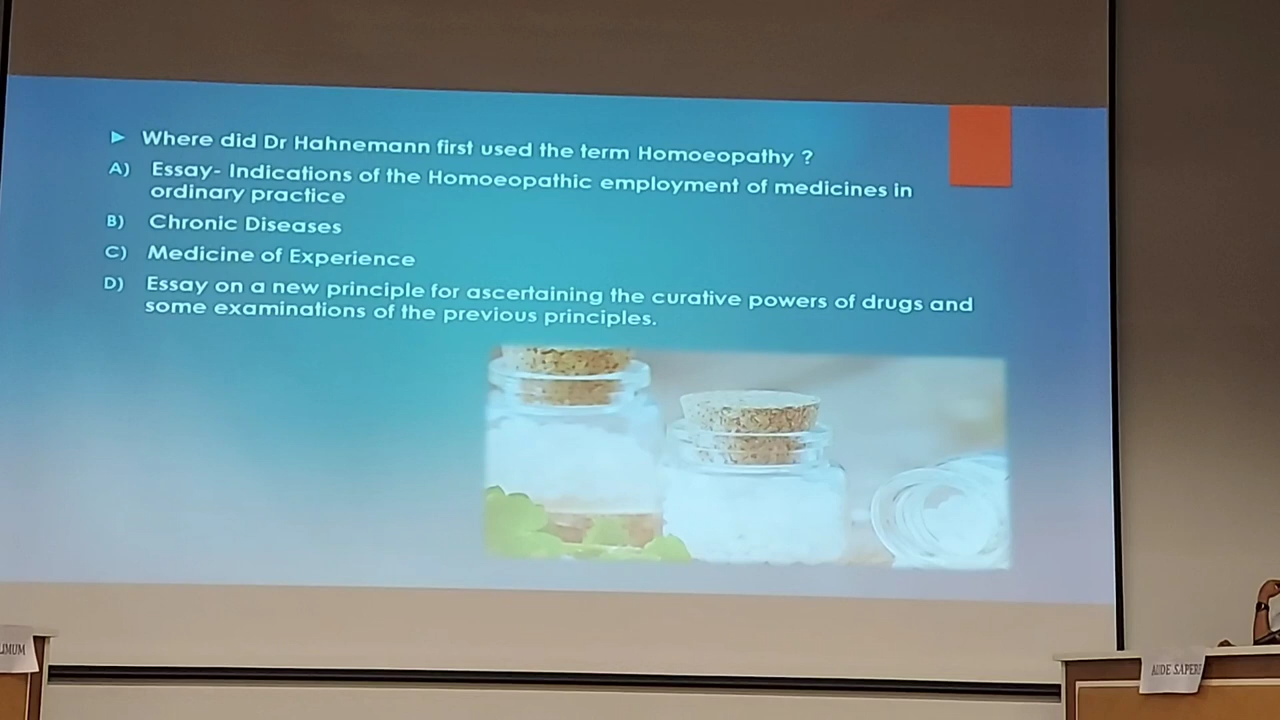 Where did Dr Hahnemann first used the term Homoeopathy ?
A) Essay- Indications of the Homoeopathic employment of medicines in
ordinary practice
B) Chronic Diseases
C) Medicine of Experience
D) Essay on a new principle for ascertaining the curative powers of drugs and
some examinations of the previous principles.
AUDE SAPERE